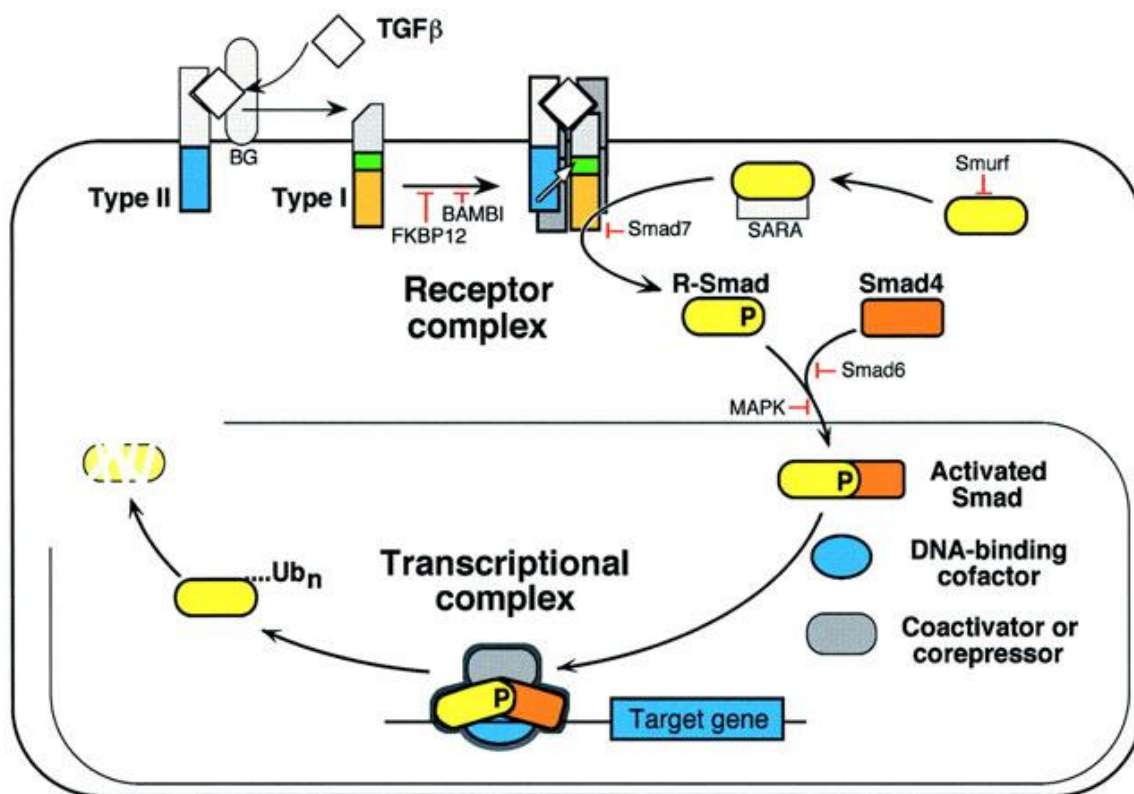 TGFβ
BG
Type II
Type I
BAMBI
FKBP12
Smurf
SARA
Smad7
Receptor
complex
R-Smad
Smad4
P
Smad6
MAPK
P
Activated
Smad
DNA-binding
cofactor
Coactivator or
corepressor
Transcriptional
complex
....Ubn
P
Target gene